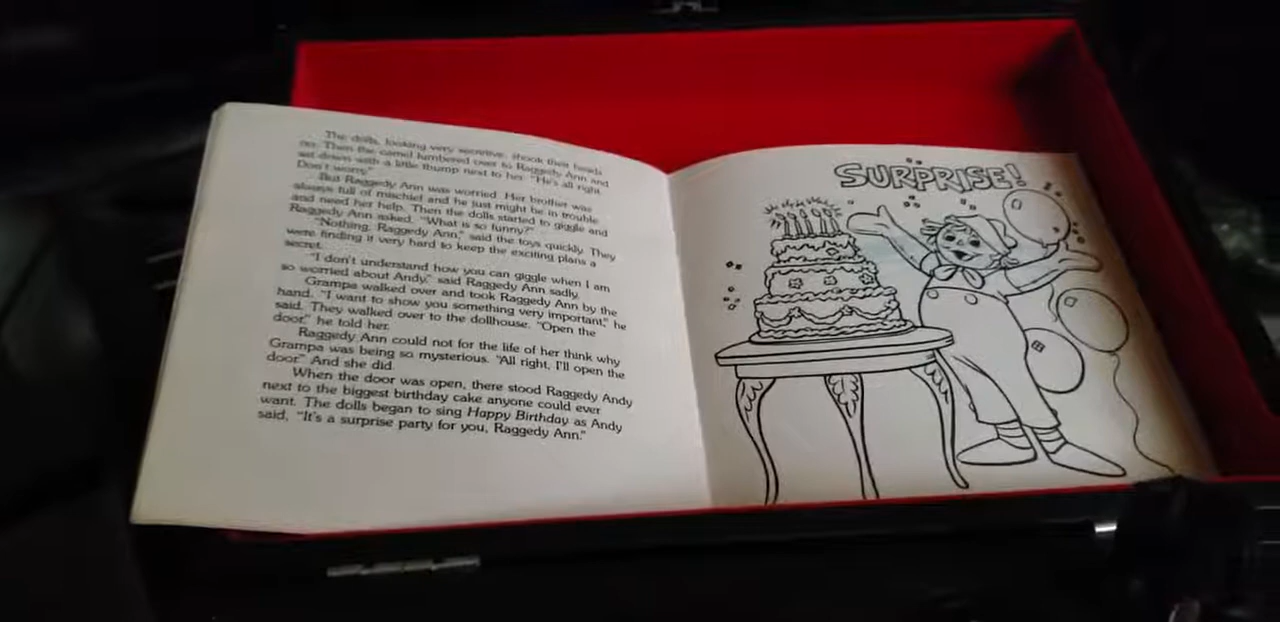 The dolls, looking very secretive, shook their heads
no. Then the camel lumbered over to Raggedy Ann and
sat down with a little thump next to her. "He's all right.
Don't worry."
But Raggedy Ann was worried. Her brother was
always full of mischief and he just might be in trouble
and need her help. Then the dolls started to giggle and
Raggedy Ann asked, "What is so funny?"
"Nothing, Raggedy Ann," said the toys quickly. They
were finding it very hard to keep the exciting plans a
secret.
"I don't understand how you can giggle when I am
so worried about Andy," said Raggedy Ann sadly.
Grampa walked over and took Raggedy Ann by the
hand. "I want to show you something very important," he
said. They walked over to the dollhouse. "Open the
door," he told her.
Raggedy Ann could not for the life of her think why
Grampa was being so mysterious. "All right, I'll open the
door." And she did.
When the door was open, there stood Raggedy Andy
next to the biggest birthday cake anyone could ever
want. The dolls began to sing Happy Birthday as Andy
said, "It's a surprise party for you, Raggedy Ann."
SURPRISE!